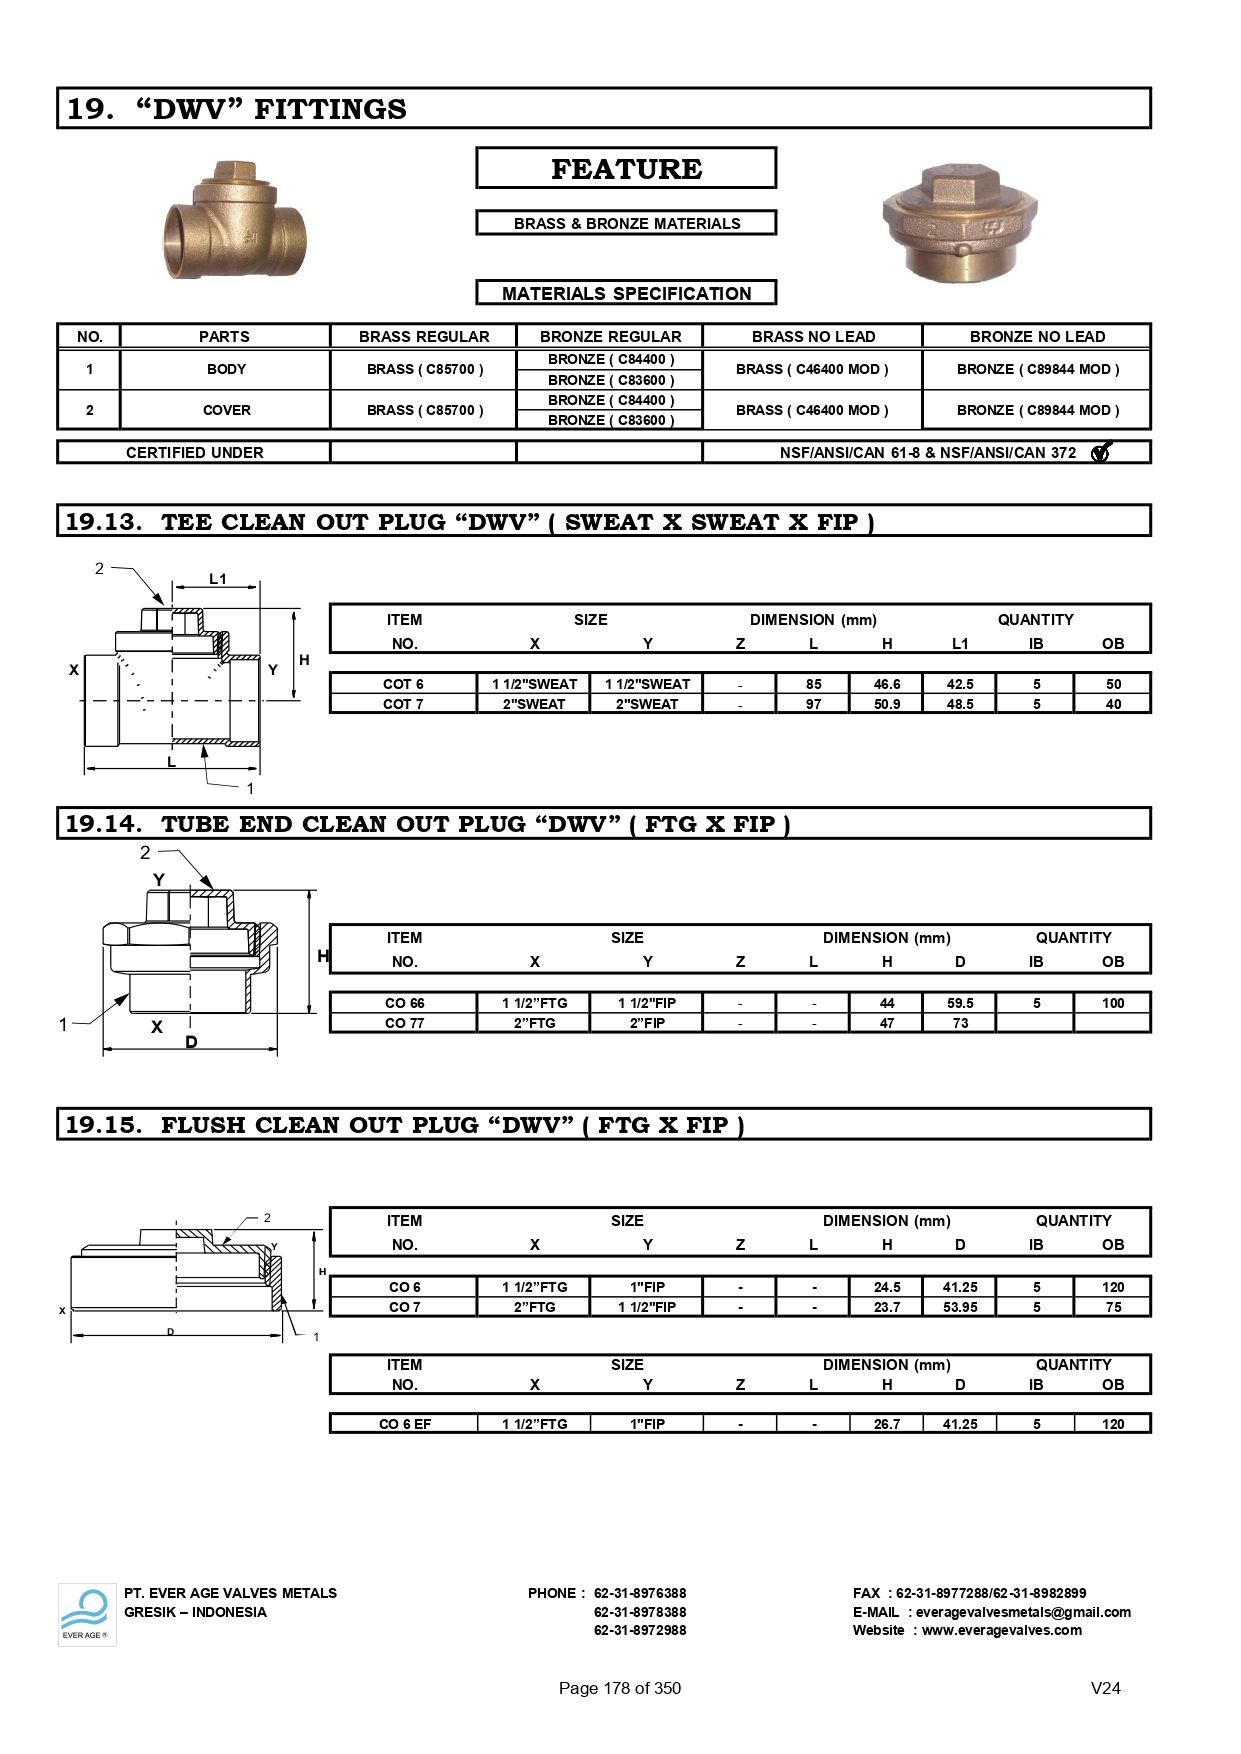 19. “DWV” FITTINGS
FEATURE
BRASS & BRONZE MATERIALS
MATERIALS SPECIFICATION
NO. PARTS BRASS REGULAR BRONZE REGULAR BRASS NO LEAD BRONZE NO LEAD
1 BODY BRASS ( C85700 ) BRONZE ( C84400 ) BRASS ( C46400 MOD ) BRONZE ( C89844 MOD )
BRONZE ( C83600 )
2 COVER BRASS ( C85700 ) BRONZE ( C84400 ) BRASS ( C46400 MOD ) BRONZE ( C89844 MOD )
BRONZE ( C83600 )
CERTIFIED UNDER NSF/ANSI/CAN 61-8 & NSF/ANSI/CAN 372
19.13. TEE CLEAN OUT PLUG “DWV” ( SWEAT X SWEAT X FIP )
2
L1
X
Y
H
L
1
ITEM SIZE DIMENSION (mm) QUANTITY
NO. X Y Z L H L1 IB OB
COT 6 1 1/2"SWEAT 1 1/2"SWEAT - 85 46.6 42.5 5 50
COT 7 2"SWEAT 2"SWEAT - 97 50.9 48.5 5 40
19.14. TUBE END CLEAN OUT PLUG “DWV” ( FTG X FIP )
2
Y
H
1
X
D
ITEM SIZE DIMENSION (mm) QUANTITY
NO. X Y Z L H D IB OB
CO 66 1 1/2”FTG 1 1/2"FIP - - 44 59.5 5 100
CO 77 2”FTG 2”FIP - - 47 73
19.15. FLUSH CLEAN OUT PLUG “DWV” ( FTG X FIP )
2
Y
H
X
D
1
ITEM SIZE DIMENSION (mm) QUANTITY
NO. X Y Z L H D IB OB
CO 6 1 1/2”FTG 1"FIP - - 24.5 41.25 5 120
CO 7 2”FTG 1 1/2"FIP - - 23.7 53.95 5 75
ITEM SIZE DIMENSION (mm) QUANTITY
NO. X Y Z L H D IB OB
CO 6 EF 1 1/2”FTG 1"FIP - - 26.7 41.25 5 120
EVER AGE ®
PT. EVER AGE VALVES METALS PHONE : 62-31-8976388 FAX : 62-31-8977288/62-31-8982899
GRESIK – INDONESIA 62-31-8978388 E-MAIL : everagevalvesmetals@gmail.com
62-31-8972988 Website : www.everagevalves.com
Page 178 of 350 V24